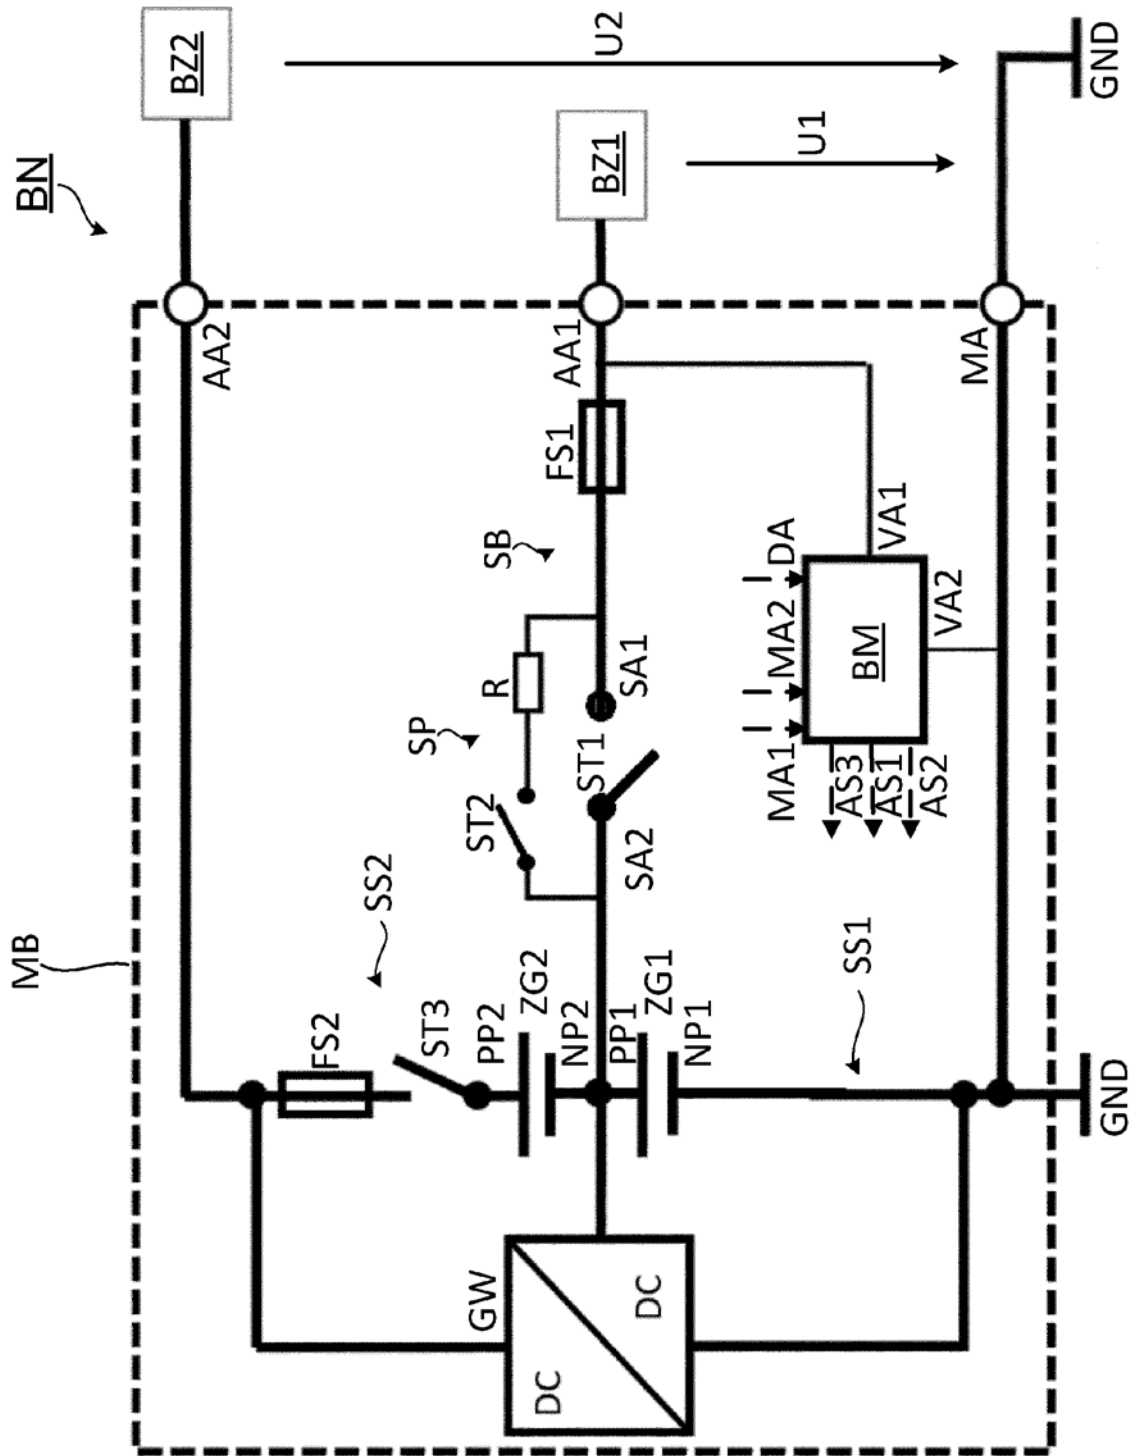 BN
BZ2
U2
BZ1
U1
GND
MB
AA2
AA1
MA
FS1
SB
R
SP
SA1
ST1
ST2
SA2
DA
MA2
MA1
VA1
VA2
BM
AS3
AS1
AS2
SS2
SS1
FS2
ST3
PP2
ZG2
NP2
PP1
ZG1
NP1
GND
GW
DC
DC